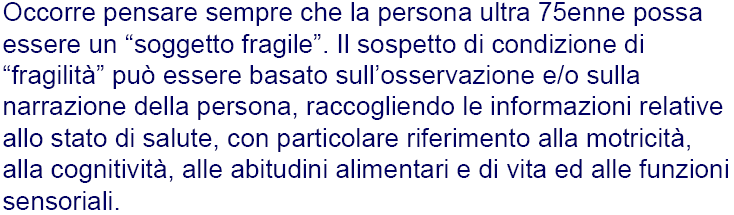 Occorre pensare sempre che la persona ultra 75enne possa
essere un “soggetto fragile”. Il sospetto di condizione di
“fragilità” può essere basato sull’osservazione e/o sulla
narrazione della persona, raccogliendo le informazioni relative
allo stato di salute, con particolare riferimento alla motricità,
alla cognitività, alle abitudini alimentari e di vita ed alle funzioni
sensoriali.